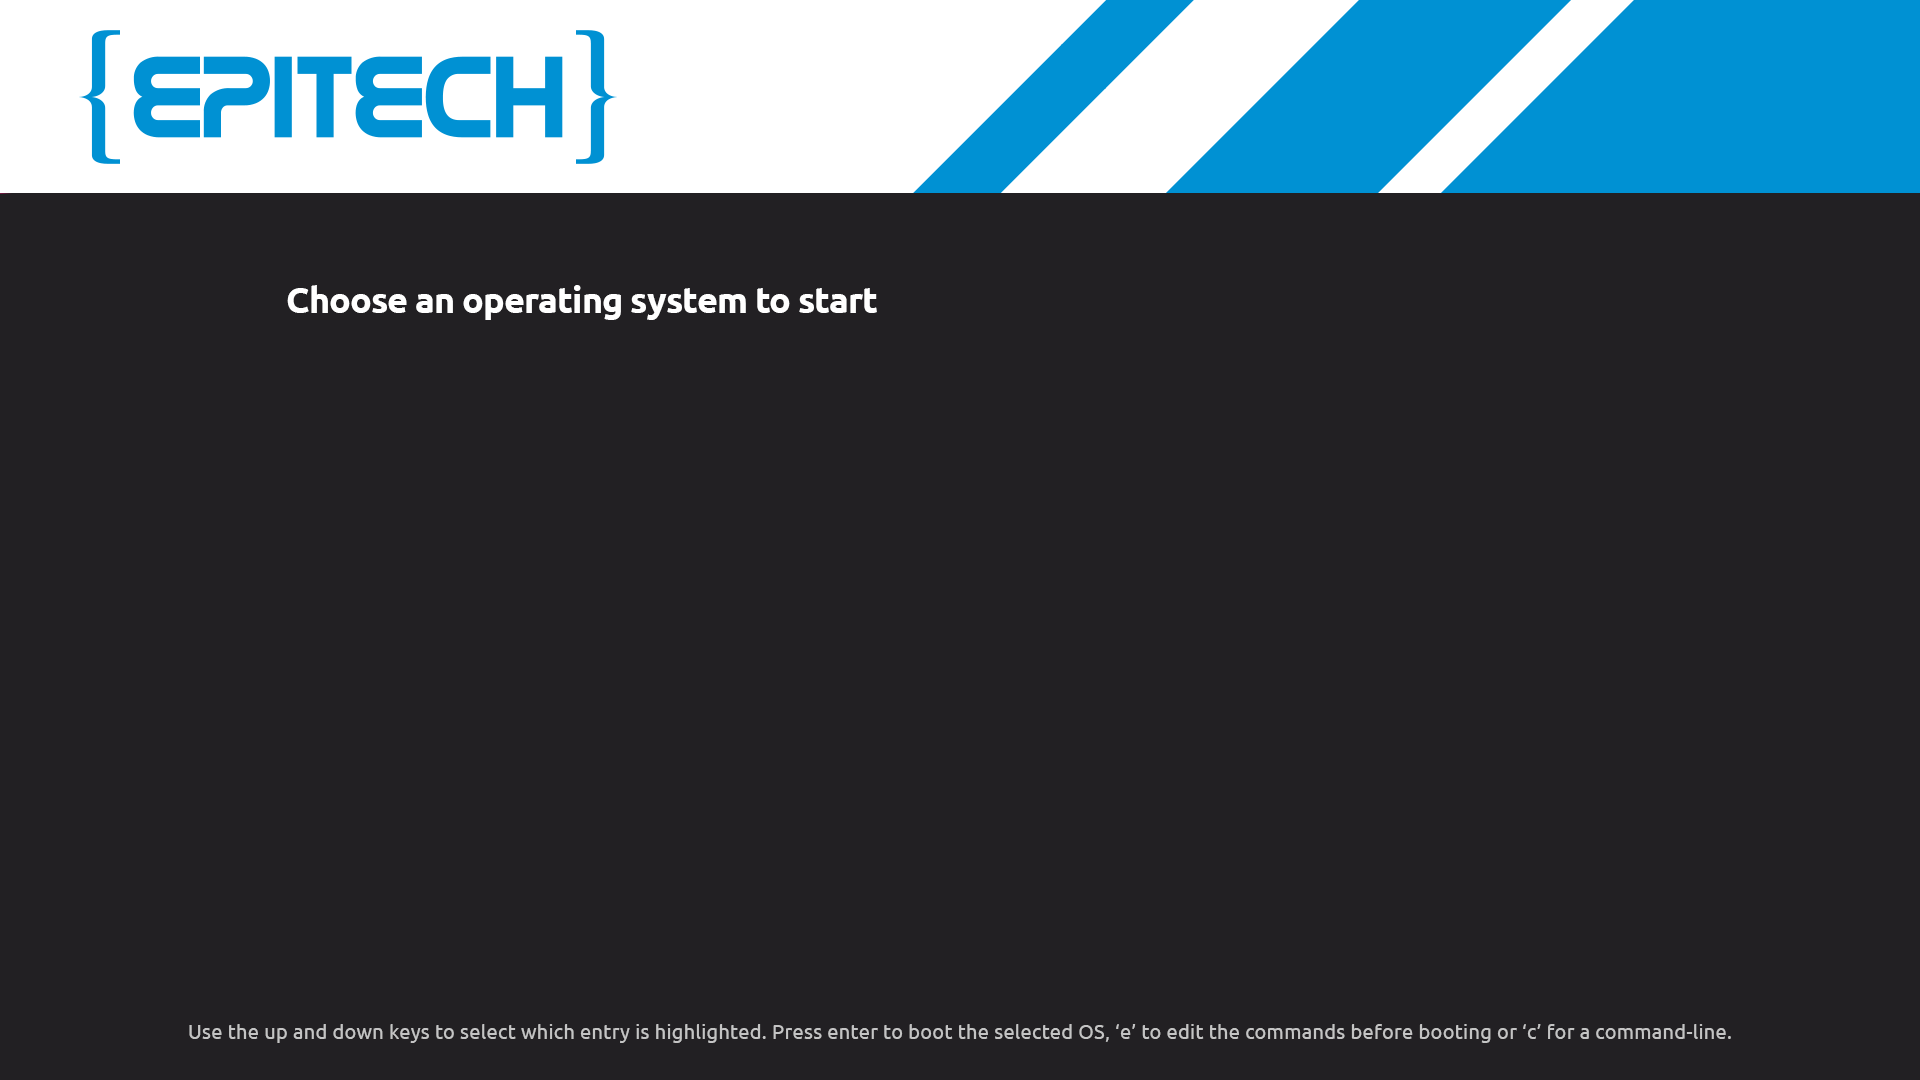 {EPITECH}
Choose an operating system to start
Use the up and down keys to select which entry is highlighted. Press enter to boot the selected OS, ‘e’ to edit the commands before booting or ‘c’ for a command-line.